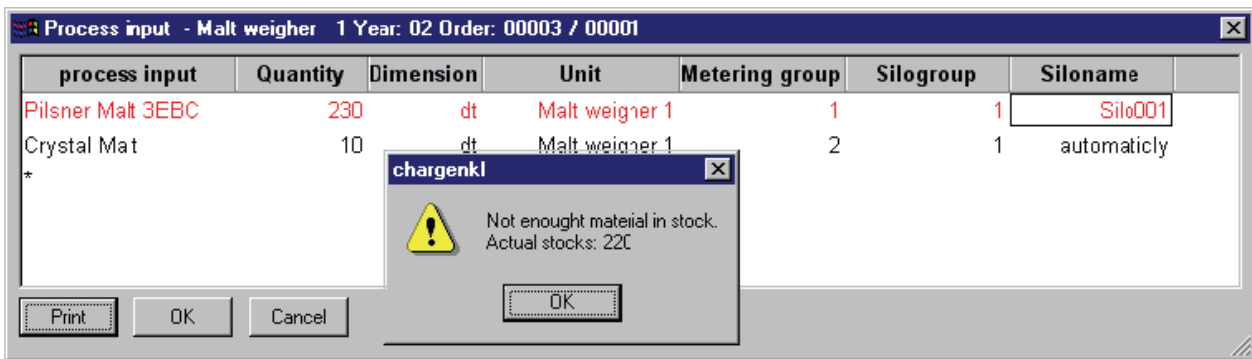 Process input - Malt weigher 1 Year: 02 Order: 00003 / 00001
process input Quantity Dimension Unit Metering group Silogroup Siloname
Pilsner Malt 3EBC 230 dt Malt weigher 1 1 1 Silo001
Crystal Malt 10 dt Malt weigher 1 2 1 automaticly
*
chargenkl
Not enought material in stock.
Actual stocks: 220
OK
Print OK Cancel